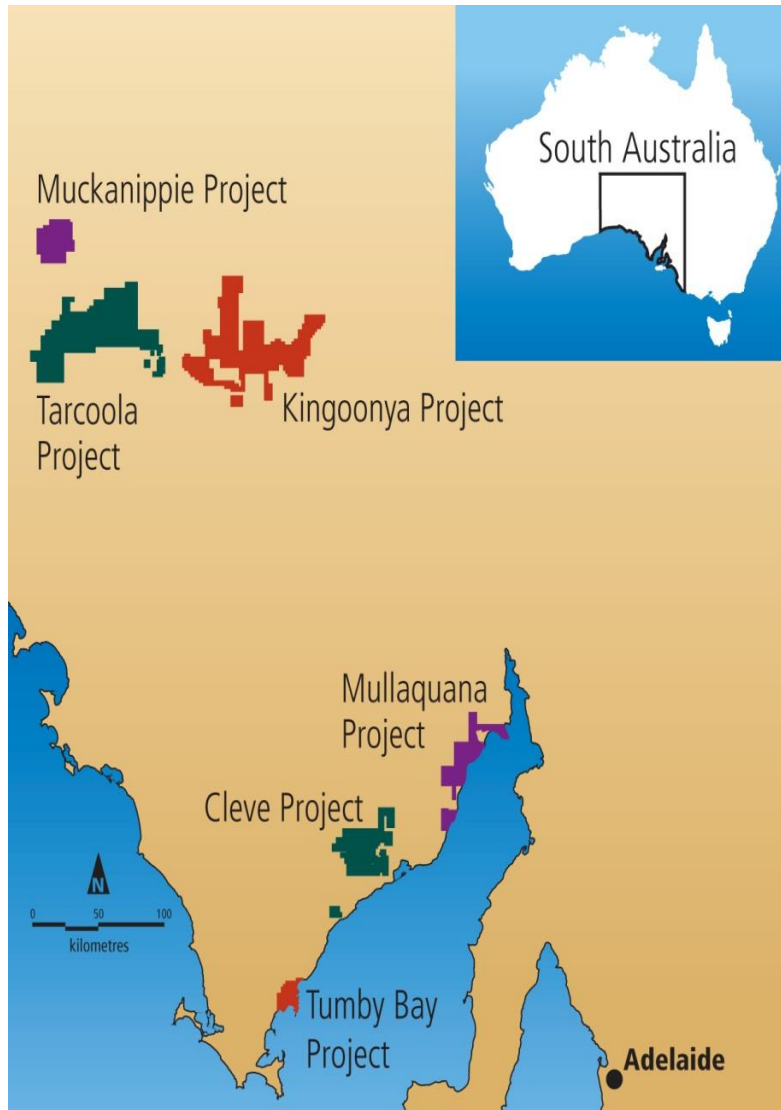 South Australia
Muckanippie Project
Tarcoola
Project
Kingoonya Project
Mullaquana
Project
Cleve Project
N
0 50 100
kilometres
Tumby Bay
Project
Adelaide